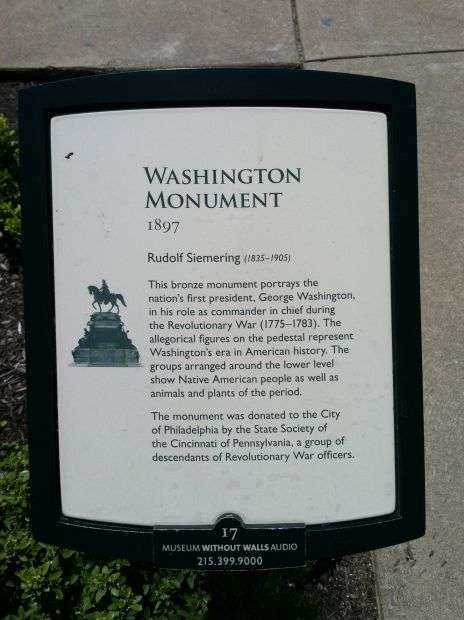 WASHINGTON
MONUMENT
1897
Rudolf Siemering (1835–1905)
This bronze monument portrays the
nation's first president, George Washington,
in his role as commander in chief during
the Revolutionary War (1775–1783). The
allegorical figures on the pedestal represent
Washington's era in American history. The
groups arranged around the lower level
show Native American people as well as
animals and plants of the period.
The monument was donated to the City
of Philadelphia by the State Society of
the Cincinnati of Pennsylvania, a group of
descendants of Revolutionary War officers.
17
MUSEUM WITHOUT WALLS AUDIO
215.399.9000